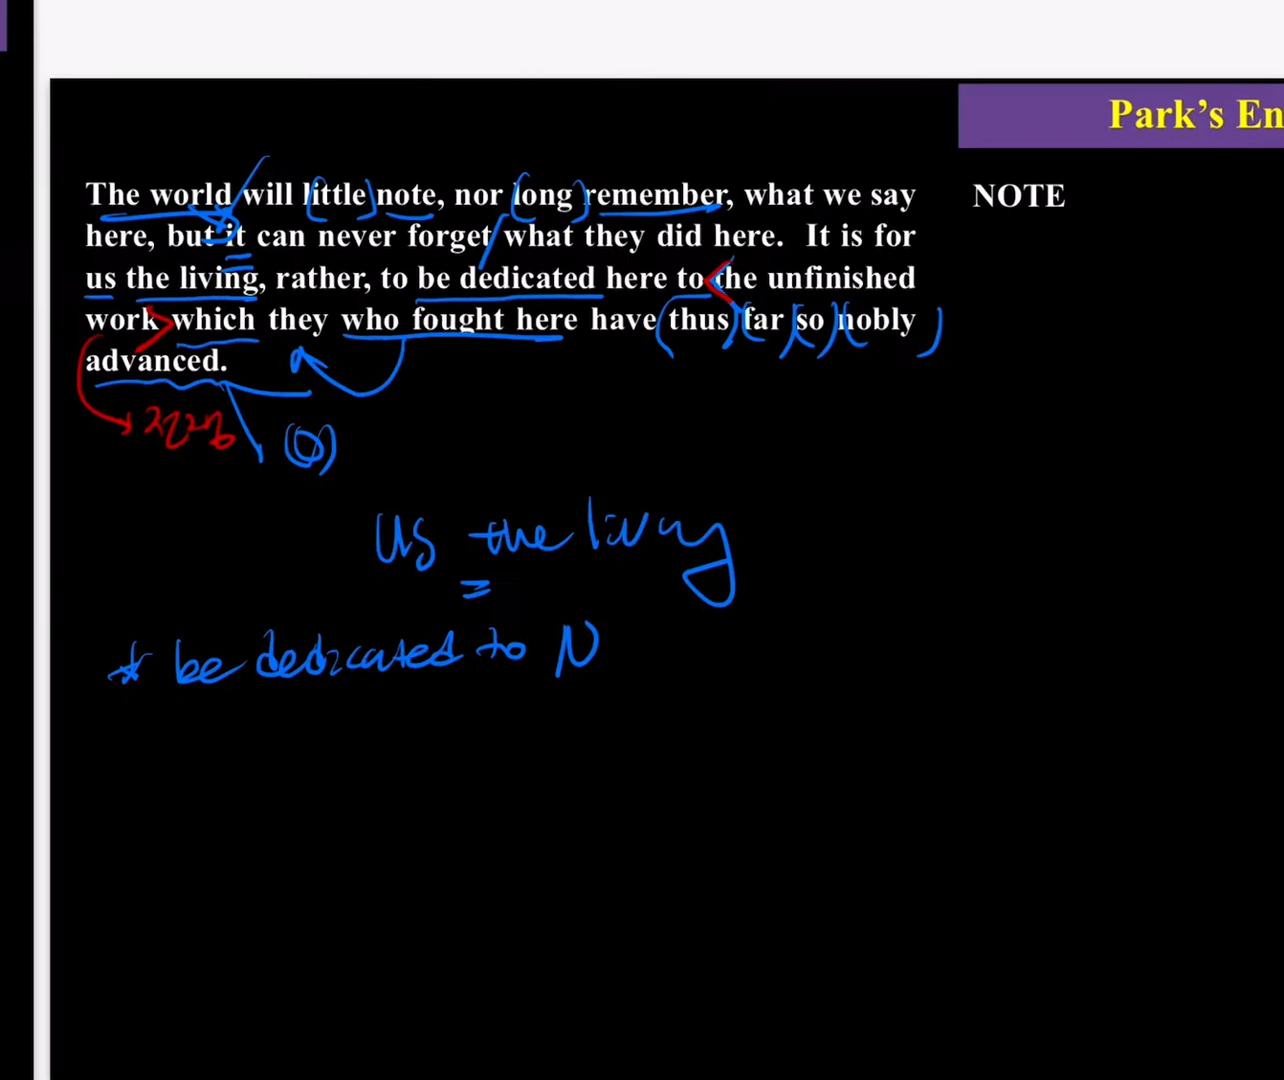 Park's En
The world will little note, nor long remember, what we say
NOTE
here, but it can never forget what they did here.  It is for
us the living, rather, to be dedicated here to the unfinished
work which they who fought here have thus far so nobly
advanced.
us the living
be dedicated to N